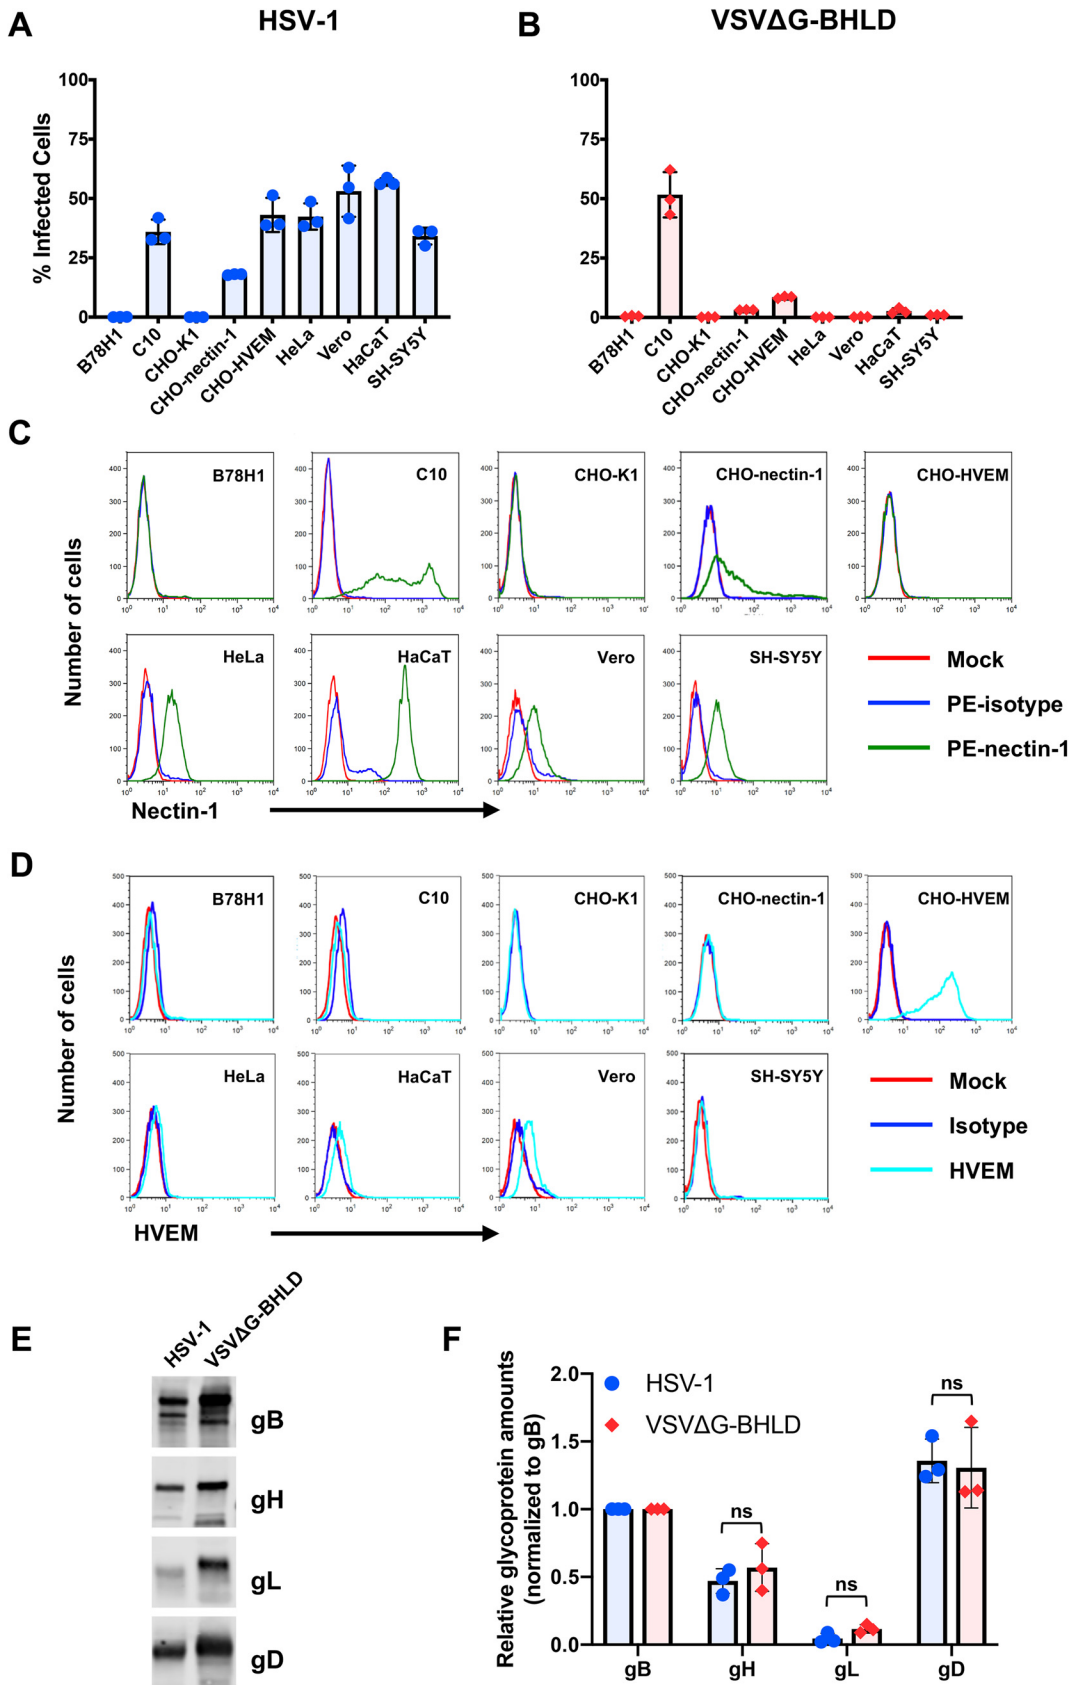 A HSV-1
B VSVΔG-BHLD
% Infected Cells
100
75
50
25
0
B78H1
C10
CHO-K1
CHO-nectin-1
CHO-HVEM
HeLa
Vero
HaCaT
SH-SY5Y
100
75
50
25
0
B78H1
C10
CHO-K1
CHO-nectin-1
CHO-HVEM
HeLa
Vero
HaCaT
SH-SY5Y
C
Number of cells
B78H1
C10
CHO-K1
CHO-nectin-1
CHO-HVEM
HeLa
HaCaT
Vero
SH-SY5Y
Mock
PE-isotype
PE-nectin-1
Nectin-1
D
Number of cells
B78H1
C10
CHO-K1
CHO-nectin-1
CHO-HVEM
HeLa
HaCaT
Vero
SH-SY5Y
Mock
Isotype
HVEM
HVEM
E
HSV-1
VSVΔG-BHLD
gB
gH
gL
gD
F
Relative glycoprotein amounts
(normalized to gB)
2.0
1.5
1.0
0.5
0.0
HSV-1
VSVΔG-BHLD
ns
ns
ns
gB
gH
gL
gD